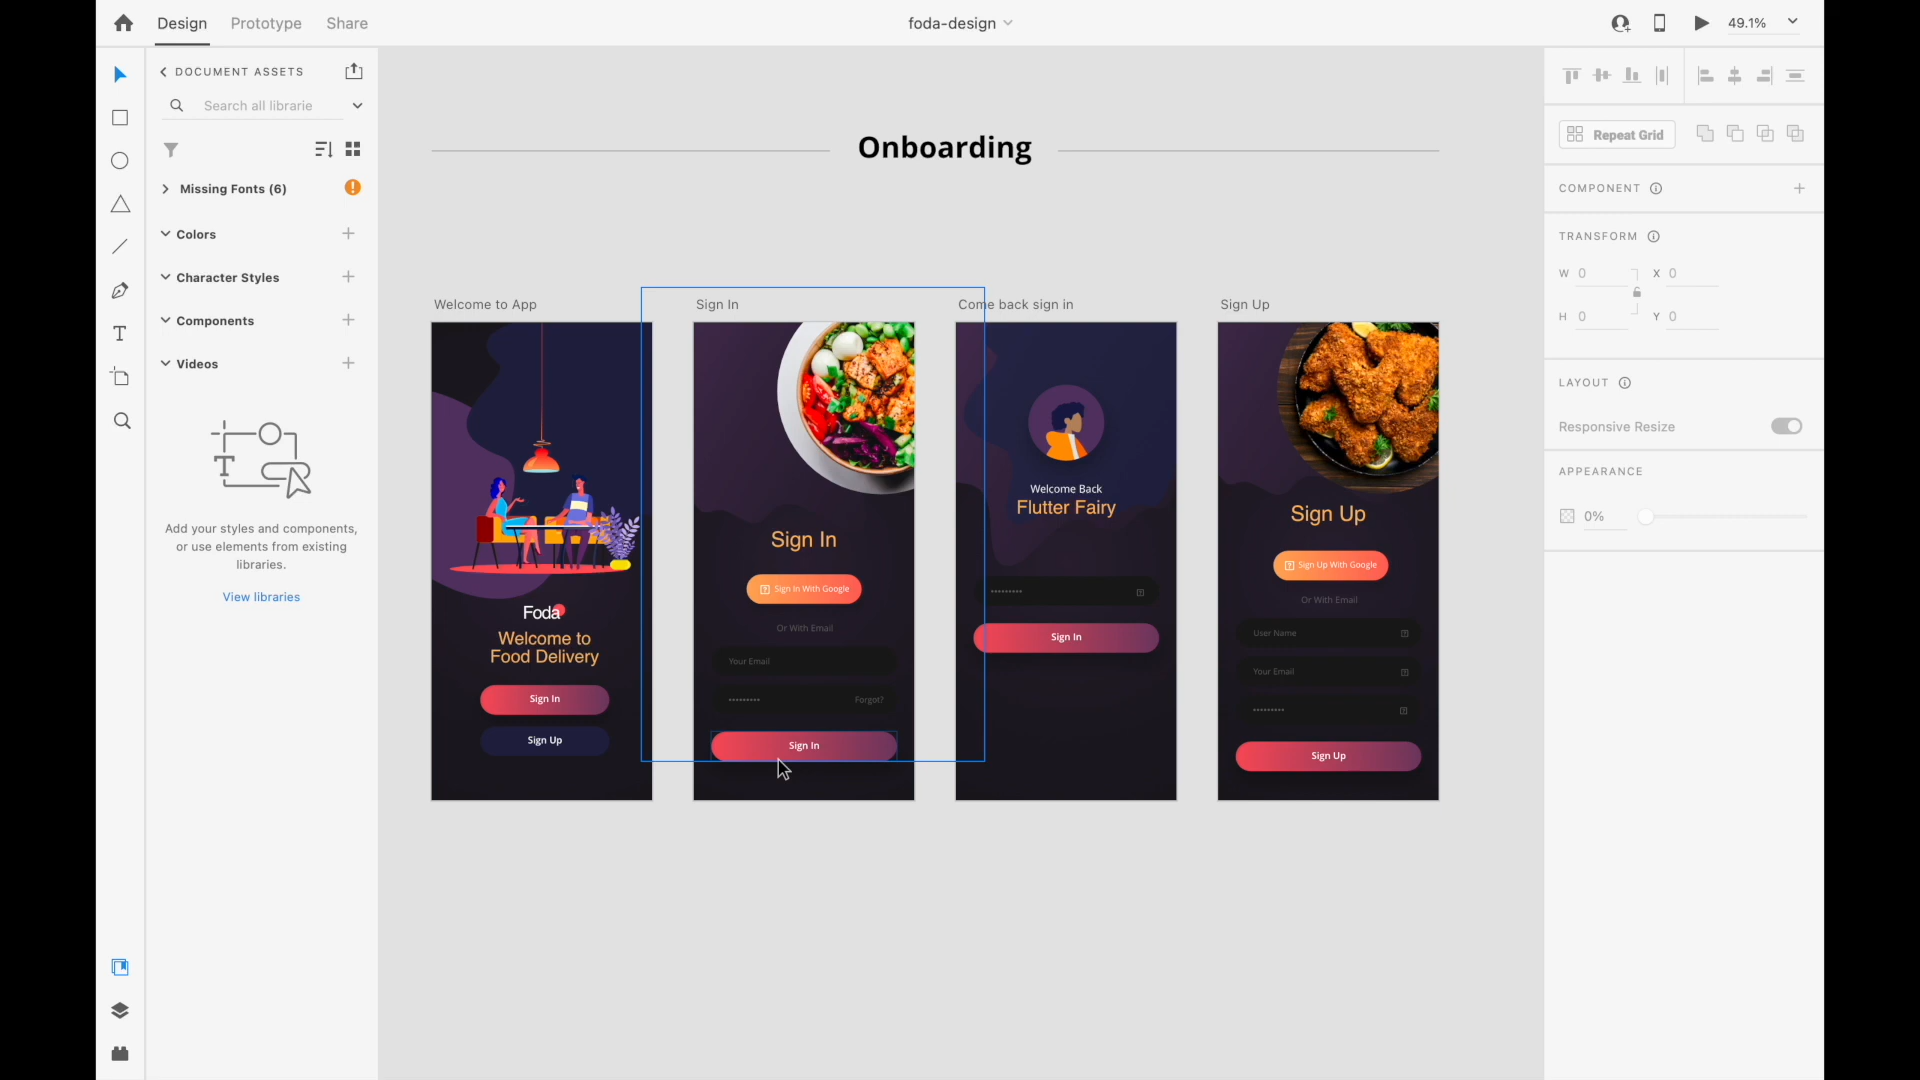 Design Prototype Share
foda-design
49.1%
DOCUMENT ASSETS
Search all librarie
Missing Fonts (6)
Colors
Character Styles
Components
Videos
Add your styles and components,
or use elements from existing
libraries.
View libraries
Onboarding
Welcome to App
Foda
Welcome to
Food Delivery
Sign In
Sign Up
Sign In
Sign In
Sign In With Google
Or With Email
Your Email
•••••••••
Forgot?
Sign In
Come back sign in
Welcome Back
Flutter Fairy
•••••••••
Sign In
Sign Up
Sign Up
Sign Up With Google
Or With Email
User Name
Your Email
•••••••••
Sign Up
Repeat Grid
COMPONENT
TRANSFORM
W 0 X 0
H 0 Y 0
LAYOUT
Responsive Resize
APPEARANCE
0%